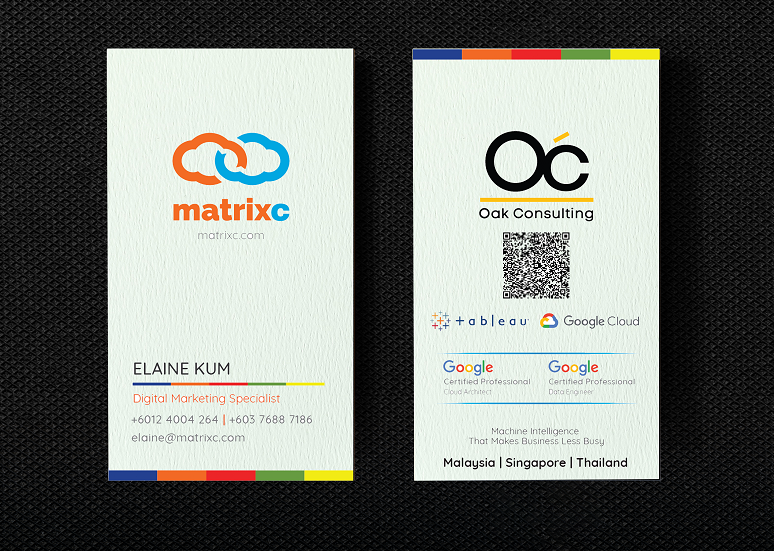 matrixc
matrixc.com
ELAINE KUM
Digital Marketing Specialist
+6012 4004 264 | +603 7688 7186
elaine@matrixc.com
Oć
Oak Consulting
+ableau
Google Cloud
Google
Certified Professional
Cloud Architect
Google
Certified Professional
Data Engineer
Machine Intelligence
That Makes Business Less Busy
Malaysia | Singapore | Thailand